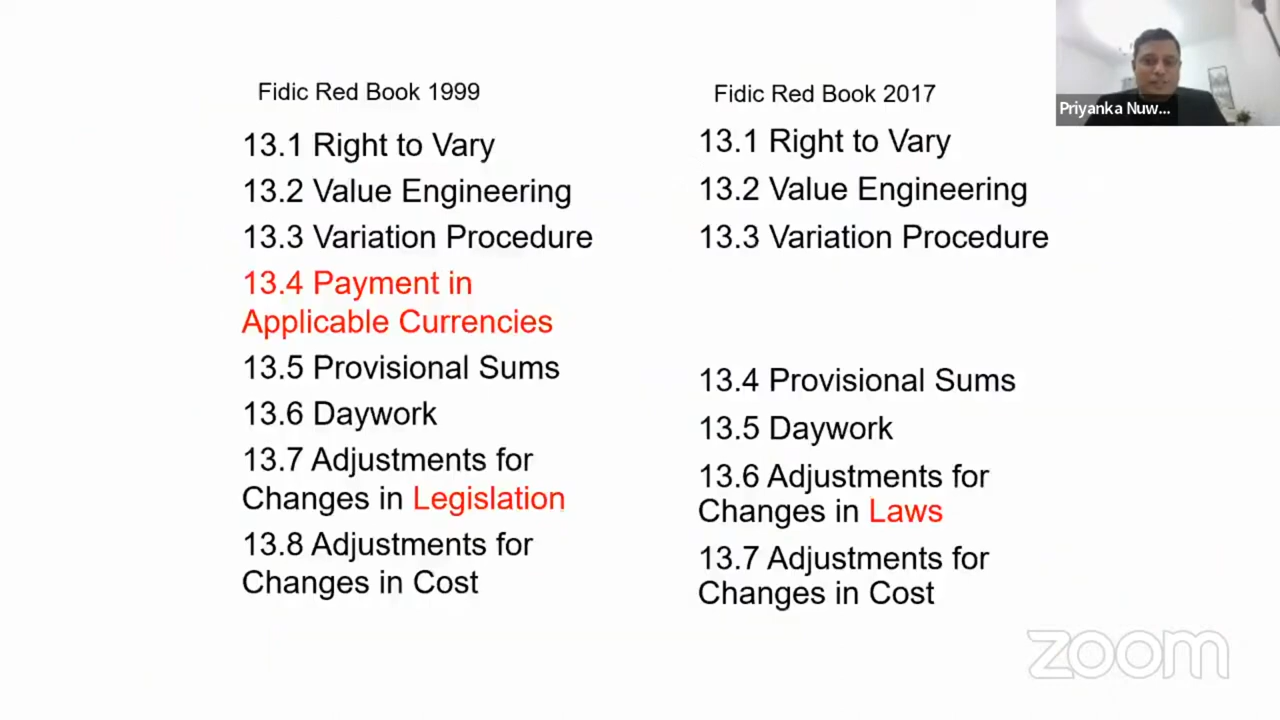 Fidic Red Book 1999
13.1 Right to Vary
13.2 Value Engineering
13.3 Variation Procedure
13.4 Payment in
Applicable Currencies
13.5 Provisional Sums
13.6 Daywork
13.7 Adjustments for
Changes in Legislation
13.8 Adjustments for
Changes in Cost
Fidic Red Book 2017
13.1 Right to Vary
13.2 Value Engineering
13.3 Variation Procedure
13.4 Provisional Sums
13.5 Daywork
13.6 Adjustments for
Changes in Laws
13.7 Adjustments for
Changes in Cost
Priyanka Nuw...
zoom